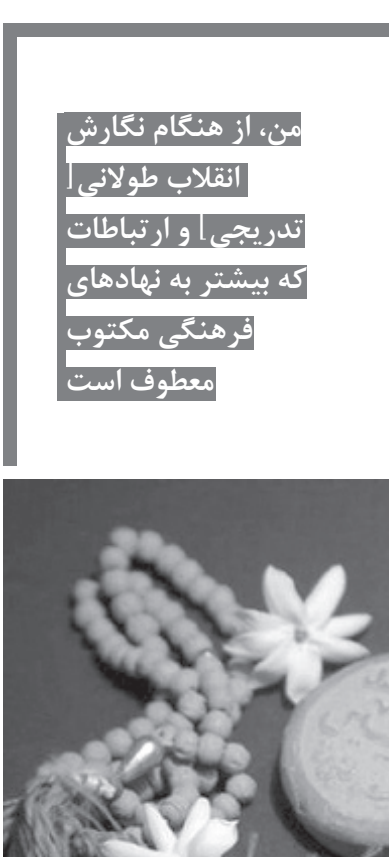 من، از هنگام نگارش
انقلاب طولانی [
تدریجی] و ارتباطات
که بیشتر به نهادهای
فرهنگی مکتوب
معطوف است